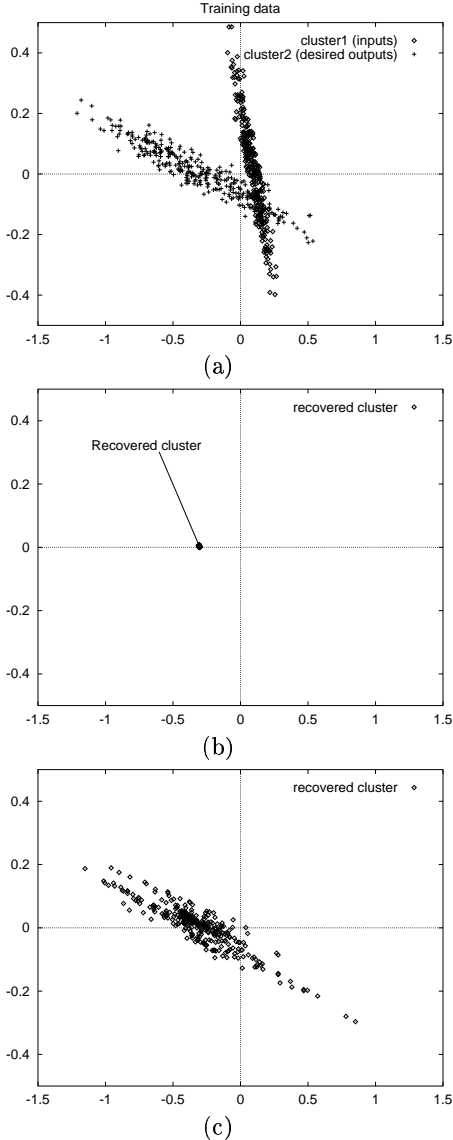 Training data
cluster1 (inputs)
cluster2 (desired outputs)
0.4
0.2
0
-0.2
-0.4
-1.5 -1 -0.5 0 0.5 1 1.5
(a)
recovered cluster
Recovered cluster
0.4
0.2
0
-0.2
-0.4
-1.5 -1 -0.5 0 0.5 1 1.5
(b)
recovered cluster
0.4
0.2
0
-0.2
-0.4
-1.5 -1 -0.5 0 0.5 1 1.5
(c)